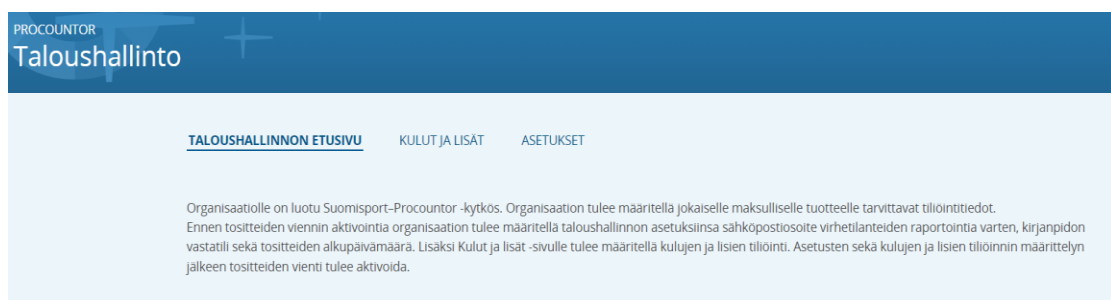 PROCOUNTOR
Taloushallinto
TALOUSHALLINNON ETUSIVU KULUT JA LISÄT ASETUKSET
Organisaatiolle on luotu Suomisport–Procountor -kytkös. Organisaation tulee määritellä jokaiselle maksulliselle tuotteelle tarvittavat tiliöintitiedot.
Ennen tositteiden viennin aktivointia organisaation tulee määritellä taloushallinnon asetuksiinsa sähköpostiosoite virhetilanteiden raportointia varten, kirjanpidon
vastatili sekä tositteiden alkupäivämäärä. Lisäksi Kulut ja lisät -sivulle tulee määritellä kulujen ja lisien tiliöinti. Asetusten sekä kulujen ja lisien tiliöinnin määrittelyn
jälkeen tositteiden vienti tulee aktivoida.